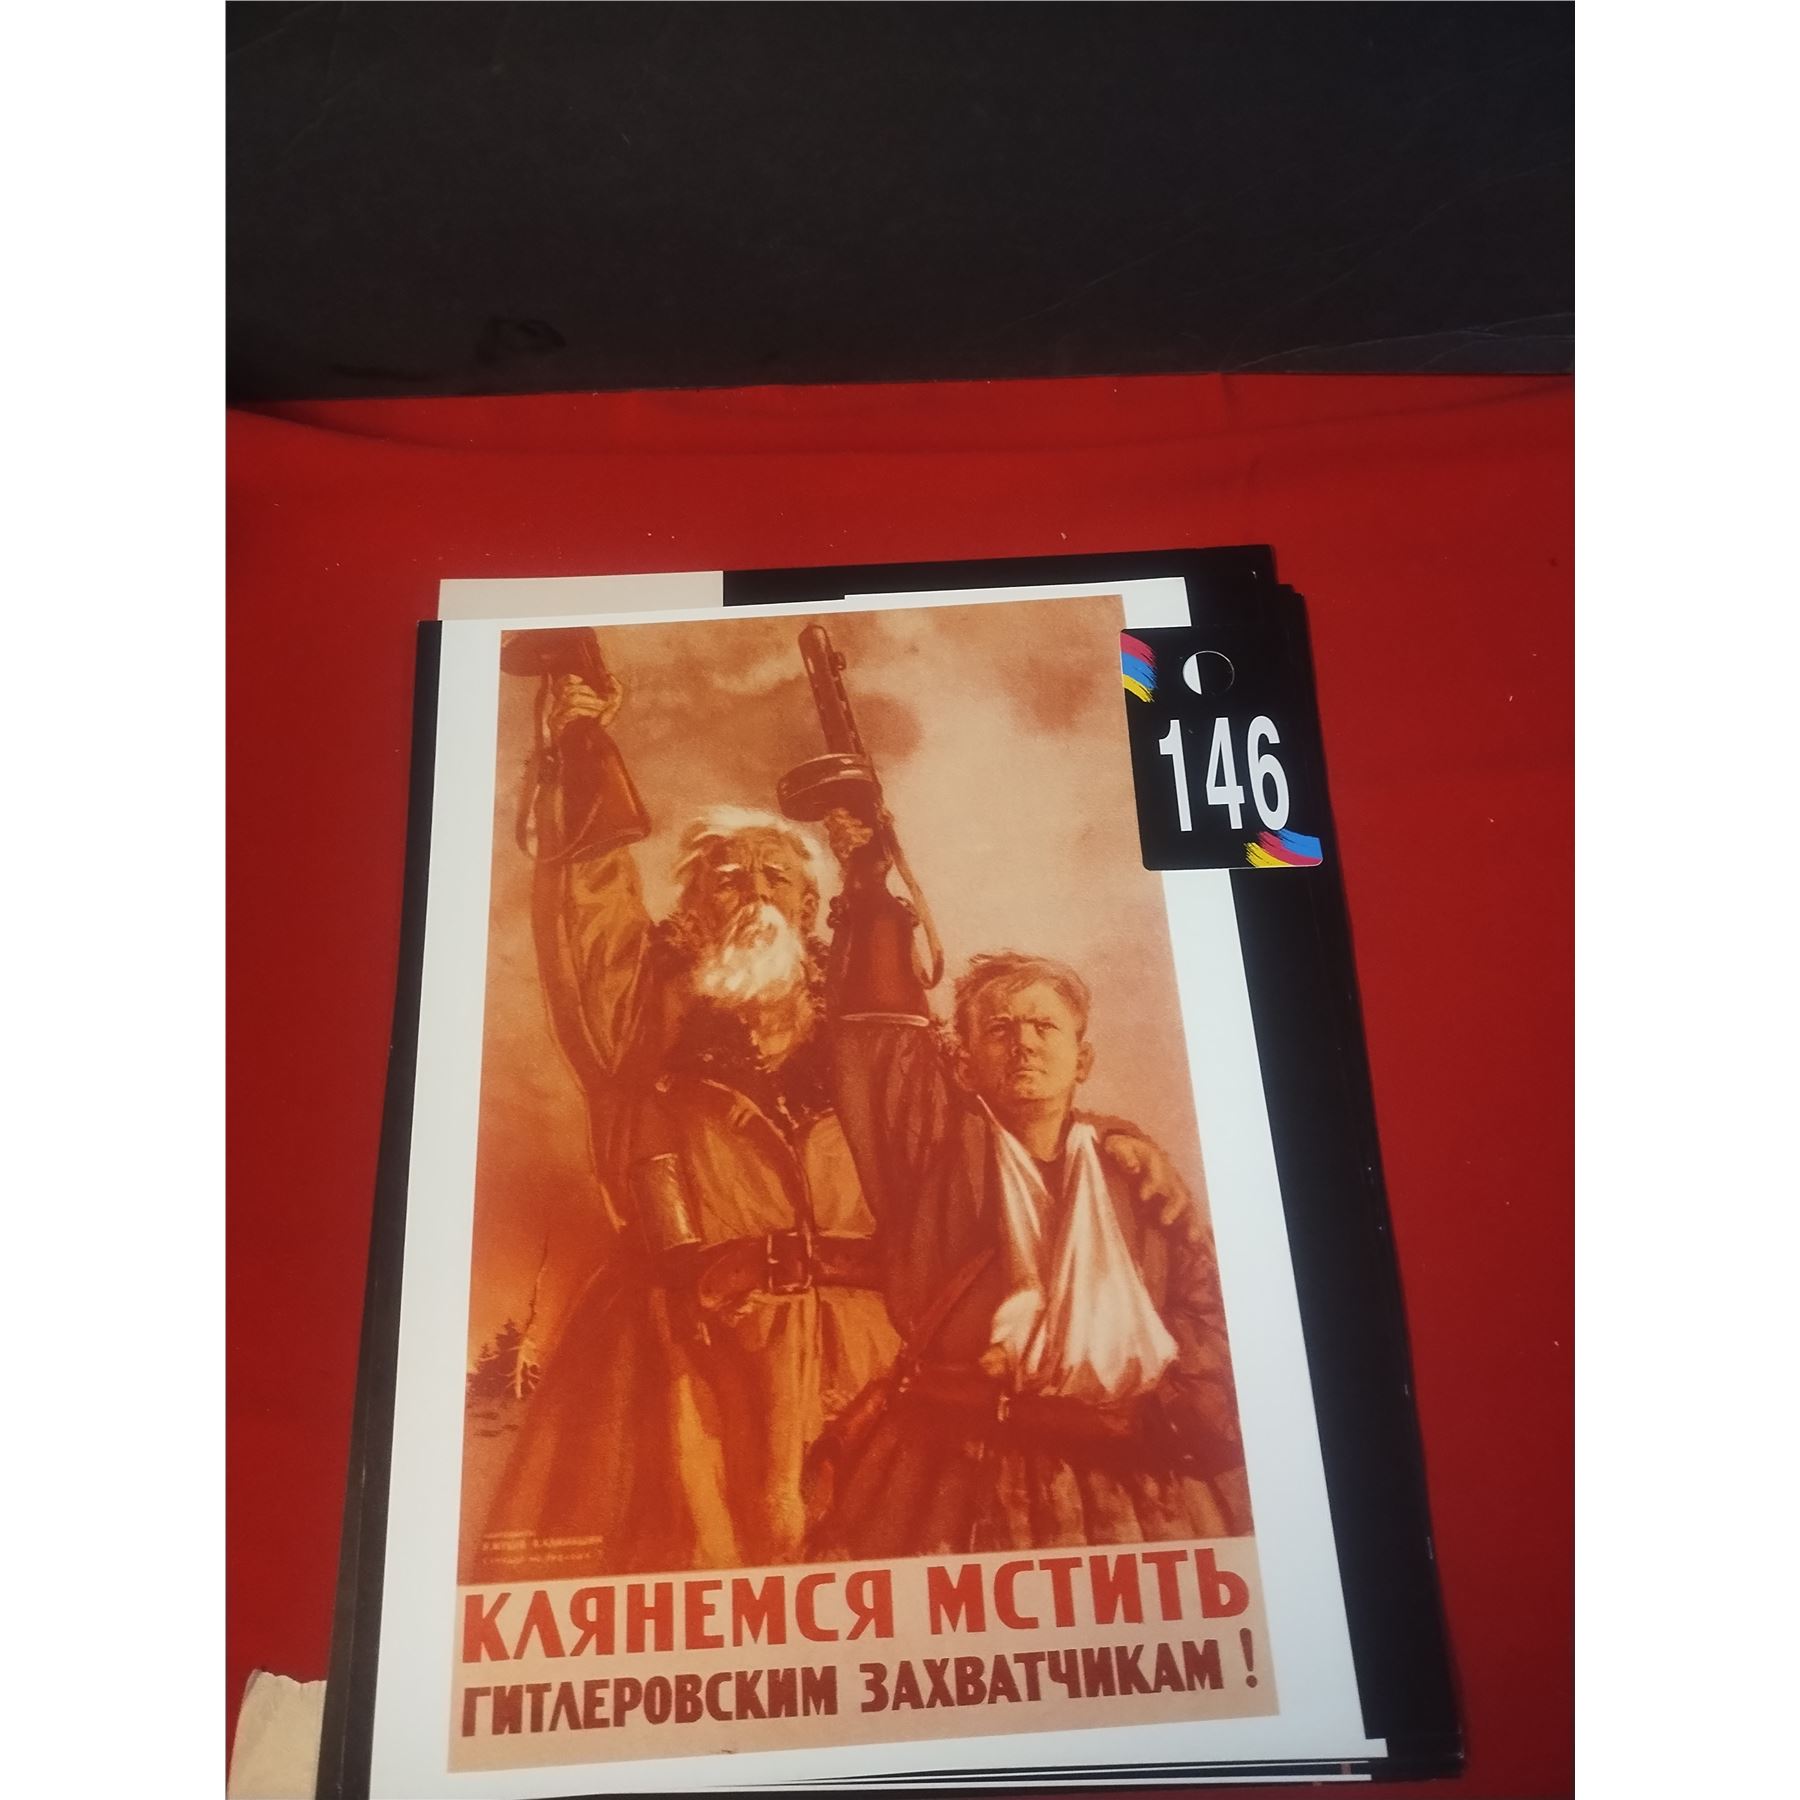 146
КЛЯНЕМСЯ МСТИТЬ
ГИТЛЕРОВСКИМ ЗАХВАТЧИКАМ!